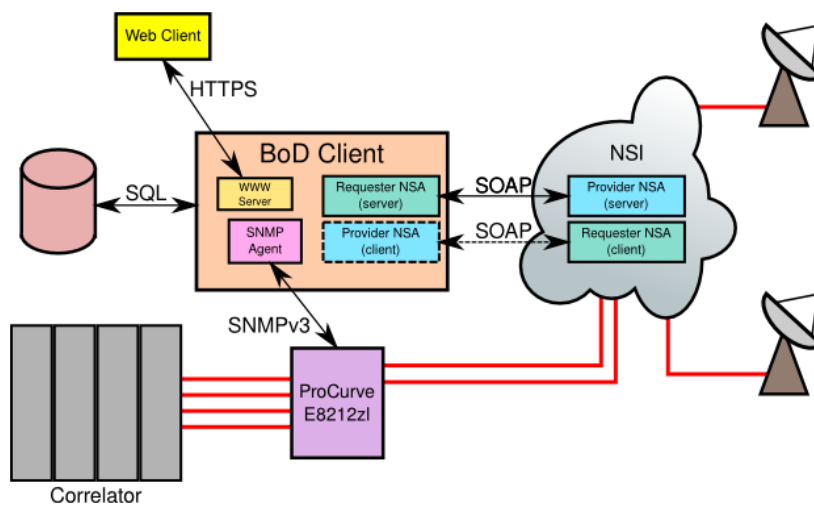 Web Client
HTTPS
BoD Client
NSI
WWW
Server
Requester NSA
(server)
SOAP
Provider NSA
(server)
SQL
SNMP
Agent
Provider NSA
(client)
SOAP
Requester NSA
(client)
SNMPv3
ProCurve
E8212zl
Correlator